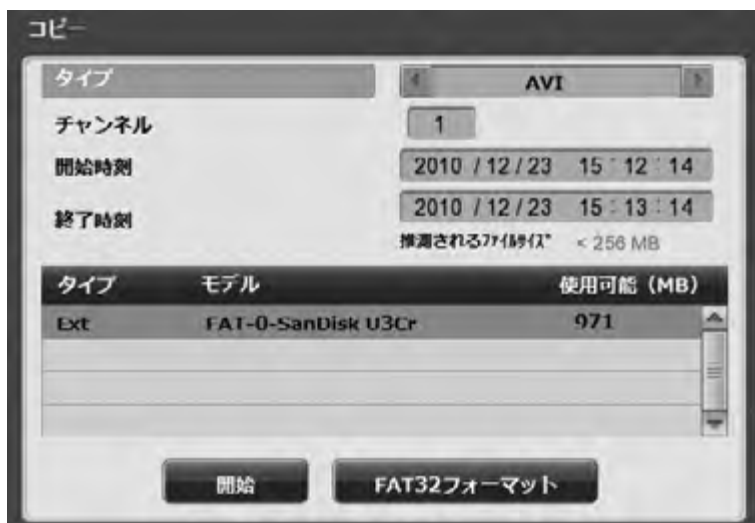 コピー
タイプ AVI
チャンネル 1
開始時刻 2010 / 12 / 23 15 : 12 : 14
終了時刻 2010 / 12 / 23 15 : 13 : 14
推測されるファイルサイズ < 256 MB
タイプ モデル 使用可能（MB）
Ext FAT-0-SanDisk U3Cr 971
開始 FAT32フォーマット